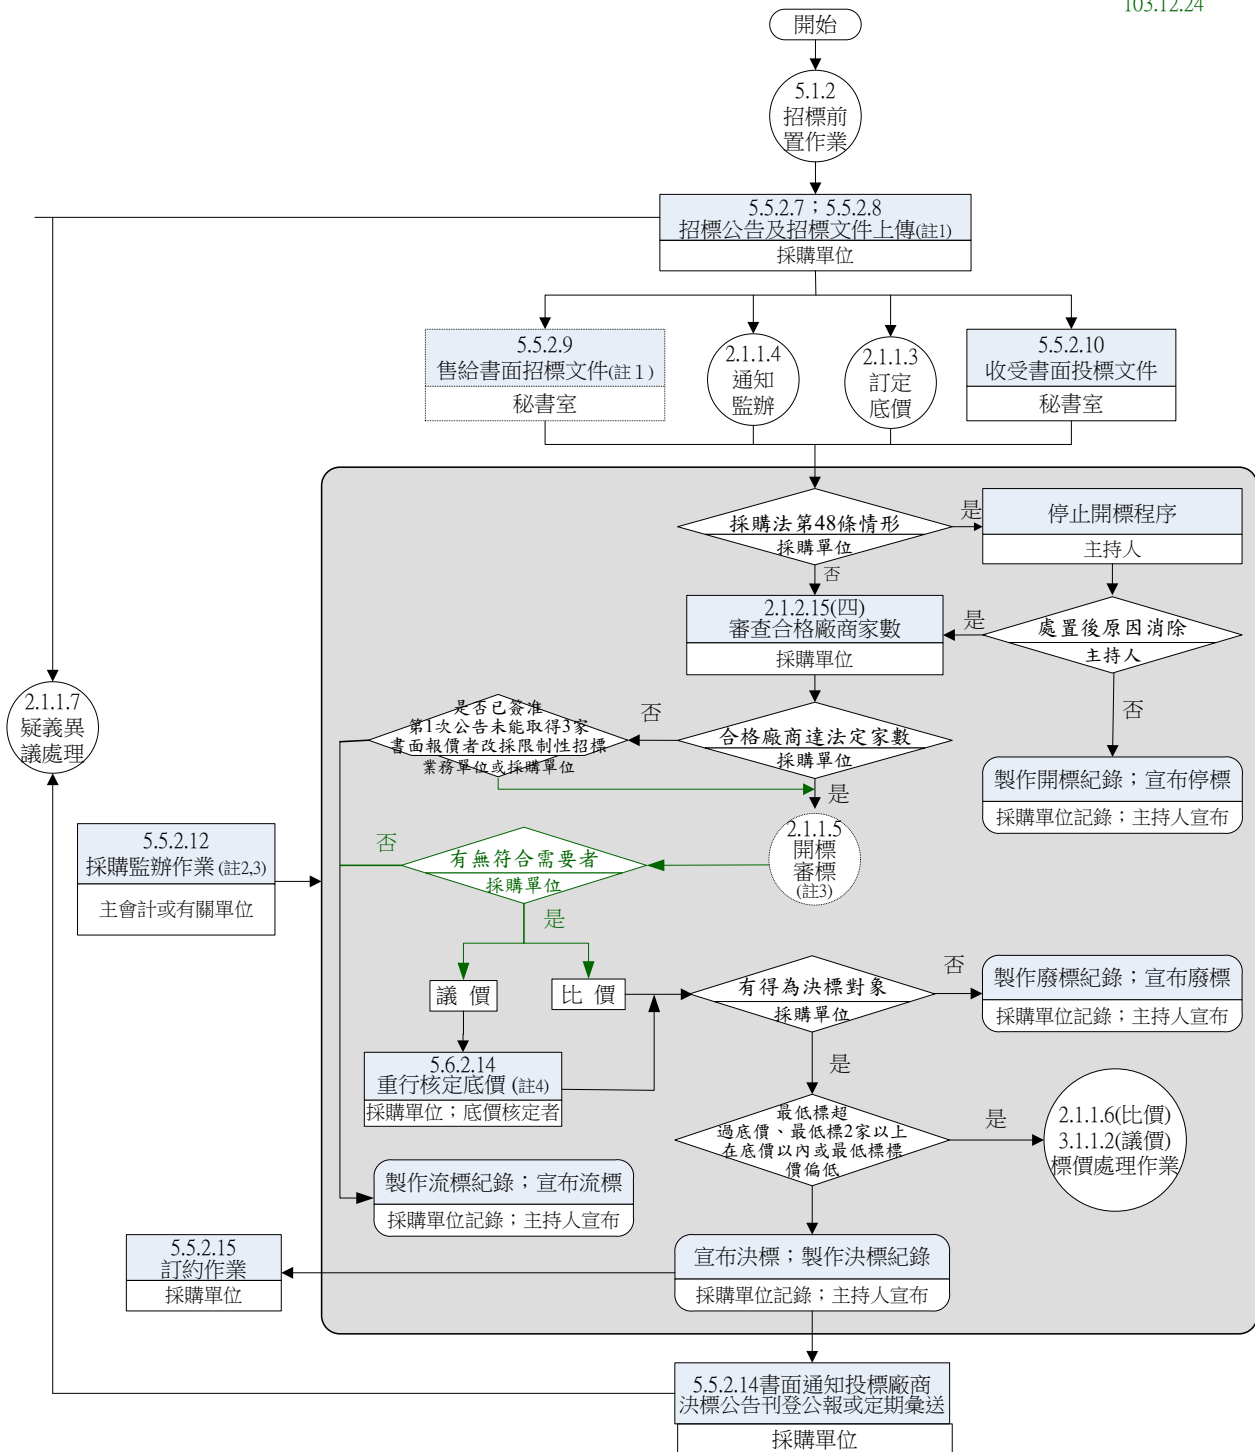 103.12.24
開始
5.1.2
招標前
置作業
5.5.2.7；5.5.2.8
招標公告及招標文件上傳(註1)
採購單位
5.5.2.9
售給書面招標文件(註1)
秘書室
2.1.1.4
通知
監辦
2.1.1.3
訂定
底價
5.5.2.10
收受書面投標文件
秘書室
採購法第48條情形
採購單位
是
停止開標程序
主持人
否
2.1.2.15(四)
審查合格廠商家數
採購單位
是
處置後原因消除
主持人
否
2.1.1.7
疑義異
議處理
是否已簽准
第1次公告未能取得3家
書面報價者改採限制性招標
業務單位或採購單位
否
合格廠商達法定家數
採購單位
是
製作開標紀錄；宣布停標
採購單位記錄；主持人宣布
5.5.2.12
採購監辦作業(註2,3)
主會計或有關單位
否
有無符合需要者
採購單位
是
2.1.1.5
開標
審標
(註3)
議價
比價
有得為決標對象
採購單位
否
製作廢標紀錄；宣布廢標
採購單位記錄；主持人宣布
是
5.6.2.14
重行核定底價(註4)
採購單位；底價核定者
最低標超
過底價、最低標2家以上
在底價以內或最低標標
價偏低
是
2.1.1.6(比價)
3.1.1.2(議價)
標價處理作業
製作流標紀錄；宣布流標
採購單位記錄；主持人宣布
5.5.2.15
訂約作業
採購單位
宣布決標；製作決標紀錄
採購單位記錄；主持人宣布
5.5.2.14書面通知投標廠商
決標公告刊登公報或定期彙送
採購單位